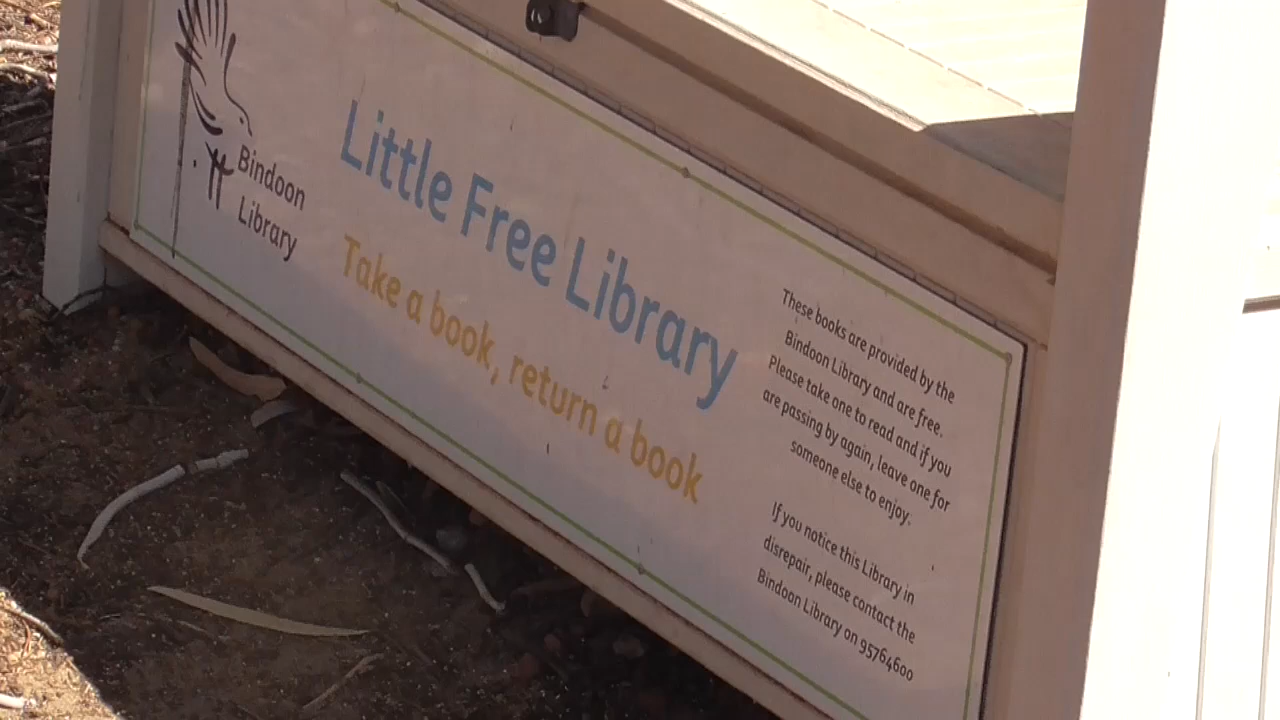 Bindoon
Library
Little Free Library
Take a book, return a book
These books are provided by the
Bindoon Library and are free.
Please take one to read and if you
are passing by again, leave one for
someone else to enjoy.
If you notice this Library in
disrepair, please contact the
Bindoon Library on 95764600